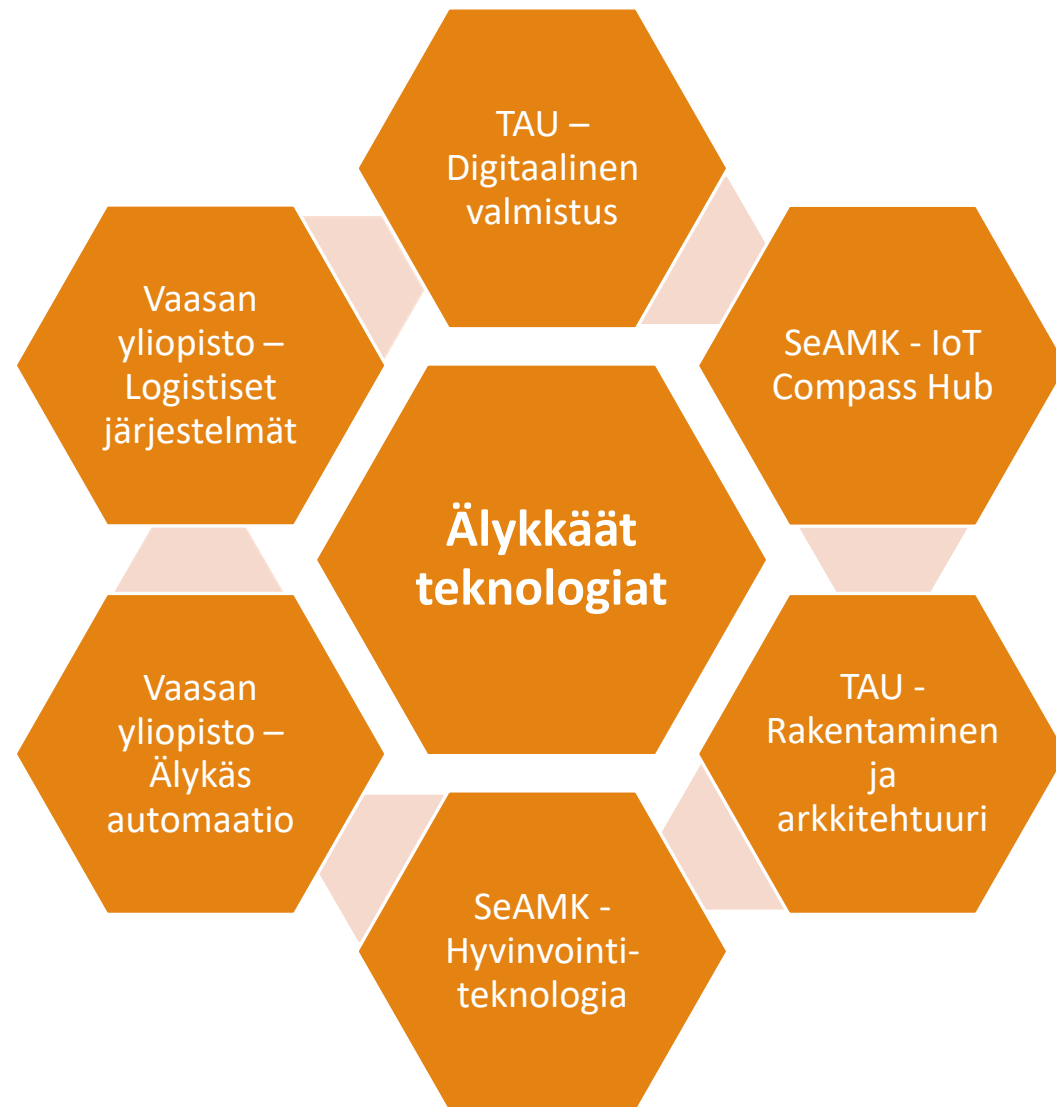 TAU –
Digitaalinen
valmistus
Vaasan
yliopisto –
Logistiset
järjestelmät
SeAMK - IoT
Compass Hub
Älykkäät
teknologiat
Vaasan
yliopisto –
Älykäs
automaatio
TAU -
Rakentaminen
ja
arkkitehtuuri
SeAMK -
Hyvinvointi-
teknologia